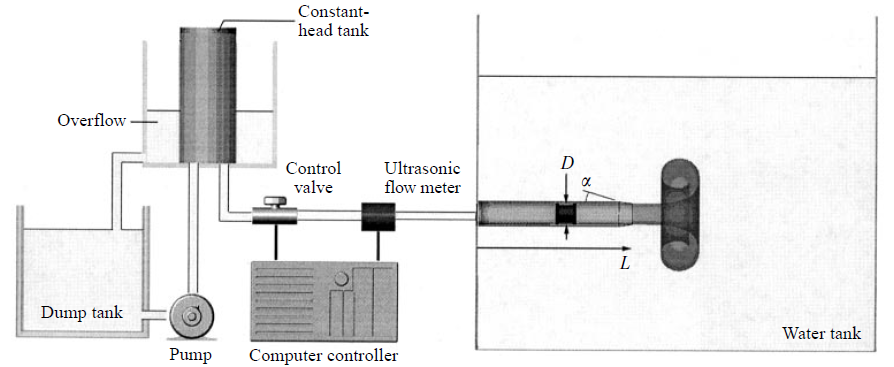 Constant-
head tank
Overflow
Control
valve
Ultrasonic
flow meter
D
α
L
Dump tank
Pump
Computer controller
Water tank